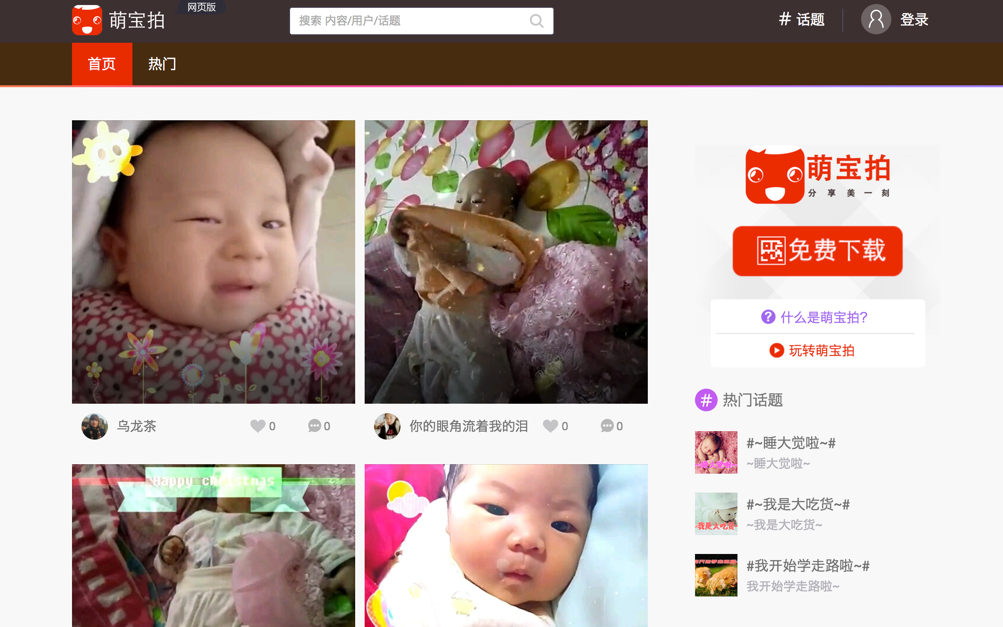 萌宝拍
网页版
搜索 内容/用户/话题
# 话题
登录
首页
热门
萌宝拍
分享美一刻
免费下载
? 什么是萌宝拍?
玩转萌宝拍
乌龙茶
0
0
你的眼角流着我的泪
0
0
# 热门话题
#~睡大觉啦~#
~睡大觉啦~
#~我是大吃货~#
我是大吃货
~我是大吃货~
#我开始学走路啦~#
我开始学走路啦~
Happy christmas